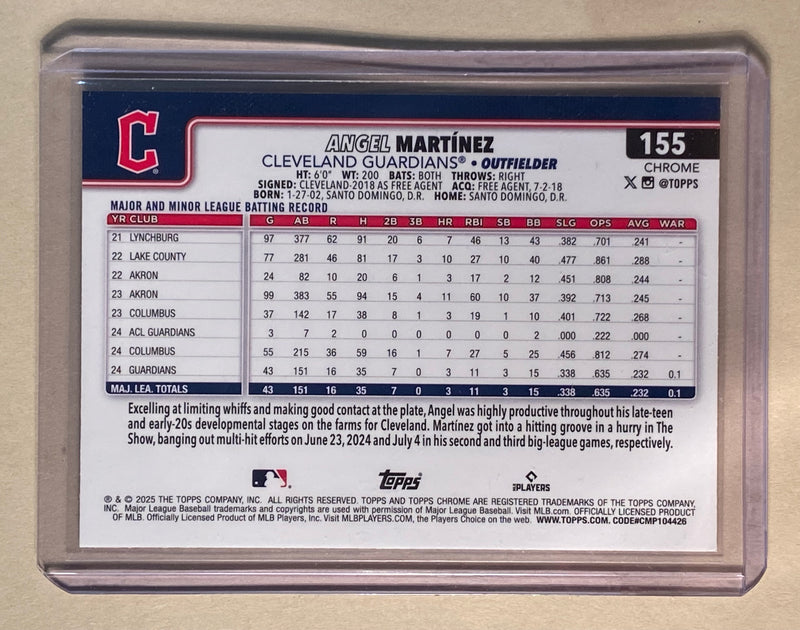 C
ANGEL MARTÍNEZ
155
CLEVELAND GUARDIANS® • OUTFIELDER
CHROME
HT: 6'0" WT: 200 BATS: BOTH THROWS: RIGHT
SIGNED: CLEVELAND-2018 AS FREE AGENT ACQ: FREE AGENT, 7-2-18
@TOPPS
BORN: 1-27-02, SANTO DOMINGO, D.R. HOME: SANTO DOMINGO, D.R.
MAJOR AND MINOR LEAGUE BATTING RECORD
YR CLUB G AB R H 2B 3B HR RBI SB BB SLG OPS AVG WAR
21 LYNCHBURG 97 377 62 91 20 6 7 46 13 43 .382 .701 .241 -
22 LAKE COUNTY 77 281 46 81 17 3 10 27 10 40 .477 .861 .288 -
22 AKRON 24 82 10 20 6 1 3 17 2 12 .451 .808 .244 -
23 AKRON 99 383 55 94 15 4 11 60 10 37 .392 .713 .245 -
23 COLUMBUS 37 142 17 38 8 1 3 19 1 10 .401 .722 .268 -
24 ACL GUARDIANS 3 7 2 0 0 0 0 0 0 2 .000 .222 .000 -
24 COLUMBUS 55 215 36 59 16 1 7 27 5 25 .456 .812 .274 -
24 GUARDIANS 43 151 16 35 7 0 3 11 3 15 .338 .635 .232 0.1
MAJ. LEA. TOTALS 43 151 16 35 7 0 3 11 3 15 .338 .635 .232 0.1
Excelling at limiting whiffs and making good contact at the plate, Angel was highly productive throughout his late-teen
and early-20s developmental stages on the farms for Cleveland. Martínez got into a hitting groove in a hurry in The
Show, banging out multi-hit efforts on June 23, 2024 and July 4 in his second and third big-league games, respectively.
Topps
PLAYERS
® & © 2025 THE TOPPS COMPANY, INC. ALL RIGHTS RESERVED. TOPPS AND TOPPS CHROME ARE REGISTERED TRADEMARKS OF THE TOPPS COMPANY,
INC. Major League Baseball trademarks and copyrights are used with permission of Major League Baseball. Visit MLB.com. OFFICIALLY LICENSED PRODUCT
OF MLB. Officially Licensed Product of MLB Players, Inc. Visit MLBPLAYERS.COM, the Players Choice on the web. WWW.TOPPS.COM. CODE#CMP104426